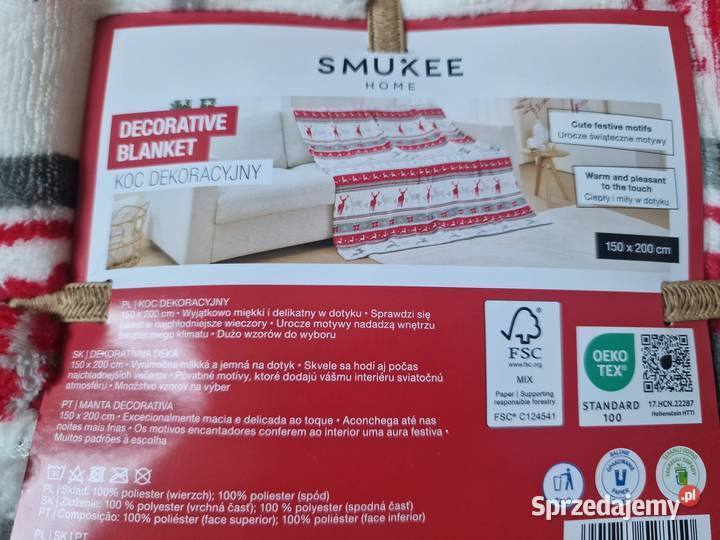 SMUKEE
HOME
DECORATIVE
BLANKET
KOC DEKORACYJNY
Cute festive motifs
Urocze świąteczne motywy
Warm and pleasant
to the touch
Ciepły i miły w dotyku
150 x 200 cm
PL | KOC DEKORACYJNY
150 x 200 cm • Wyjątkowo miękki i delikatny w dotyku • Sprawdzi się
nawet w najchłodniejsze wieczory • Urocze motywy nadadzą wnętrzu
świątecznego klimatu • Dużo wzorów do wyboru
SK | DEKORATÍVNA DEKA
150 x 200 cm • Výnimočne mäkká a jemná na dotyk • Skvele sa hodí aj počas
najchladnejších večerov • Pôvabné motívy, ktoré dodajú vášmu interiéru sviatočnú
atmosféru • Množstvo vzorov na výber
PT | MANTA DECORATIVA
150 x 200 cm • Excecionalmente macia e delicada ao toque • Aconchega até nas
noites mais frias • Os motivos encantadores conferem ao interior uma aura festiva •
Muitos padrões à escolha
PL | Skład: 100% poliester (wierzch); 100% poliester (spód)
SK | Zloženie: 100 % polyester (vrchná časť); 100 % polyester (spodná časť)
PT | Composição: 100% poliéster (face superior); 100% poliéster (face inferior)
PL | SK | PT
FSC
www.fsc.org
MIX
Paper | Supporting
responsible forestry
FSC® C124541
OEKO
TEX®
STANDARD
100
17.HCN.22287
Hohenstein HTTI
BALENIE
OPAKOWANIE
PAPIER
Sprzedajemy.pl